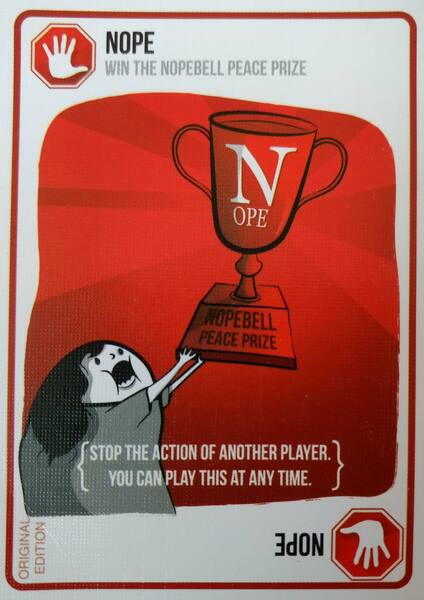 NOPE
WIN THE NOPEBELL PEACE PRIZE
N
OPE
NOPEBELL
PEACE PRIZE
STOP THE ACTION OF ANOTHER PLAYER.
YOU CAN PLAY THIS AT ANY TIME.
ORIGINAL
EDITION
NOPE